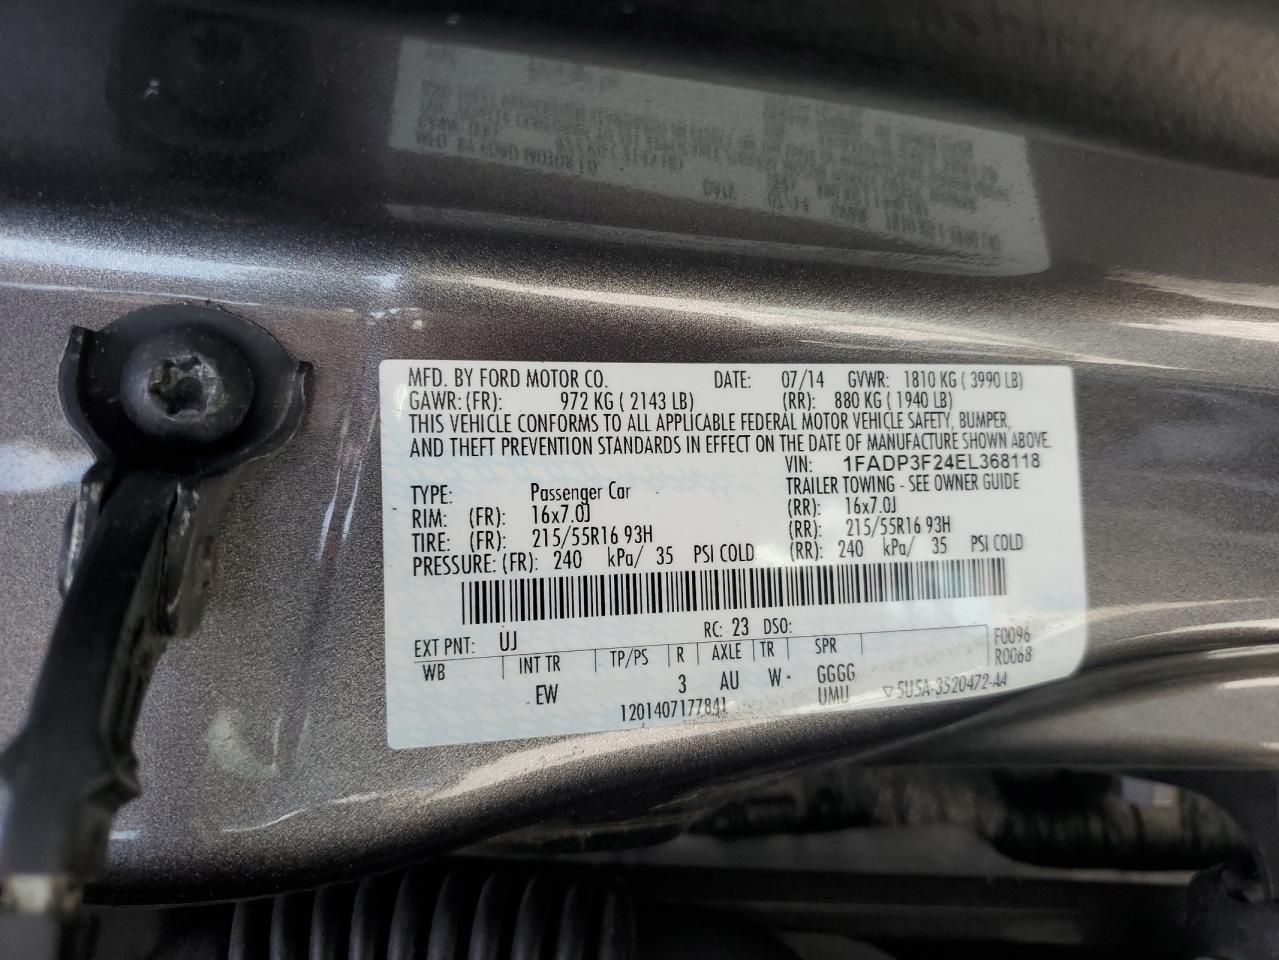 MFD. BY FORD MOTOR CO. DATE: 07/14 GVWR: 1810 KG ( 3990 LB)
GAWR: (FR): 972 KG ( 2143 LB) (RR): 880 KG ( 1940 LB)
THIS VEHICLE CONFORMS TO ALL APPLICABLE FEDERAL MOTOR VEHICLE SAFETY, BUMPER,
AND THEFT PREVENTION STANDARDS IN EFFECT ON THE DATE OF MANUFACTURE SHOWN ABOVE.
VIN: 1FADP3F24EL368118
TYPE: Passenger Car TRAILER TOWING - SEE OWNER GUIDE
RIM: (FR): 16x7.0J (RR): 16x7.0J
TIRE: (FR): 215/55R16 93H (RR): 215/55R16 93H
PRESSURE: (FR): 240 kPa/ 35 PSI COLD (RR): 240 kPa/ 35 PSI COLD
EXT PNT: UJ RC: 23 DSO: F0096
WB INT TR TP/PS R AXLE TR SPR R0068
EW 3 AU W GGGG
UMU ▽5U5A-3520472-AA
1201407177841